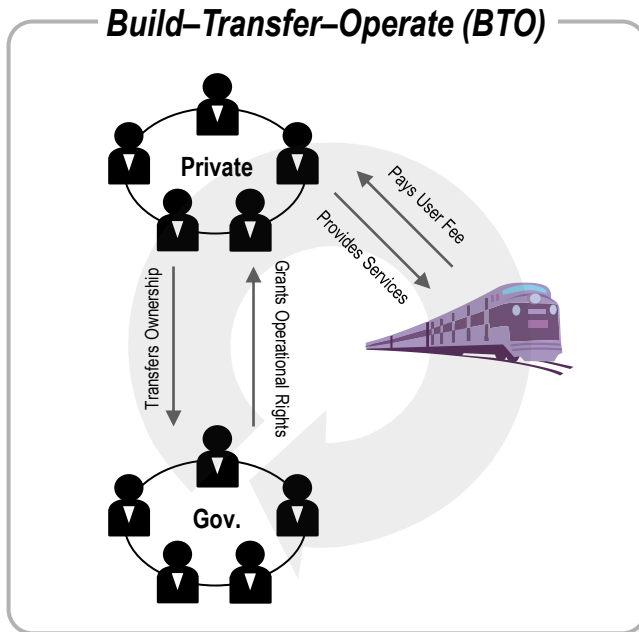 Build–Transfer–Operate (BTO)
Private
Pays User Fee
Provides Services
Transfers Ownership
Grants Operational Rights
Gov.